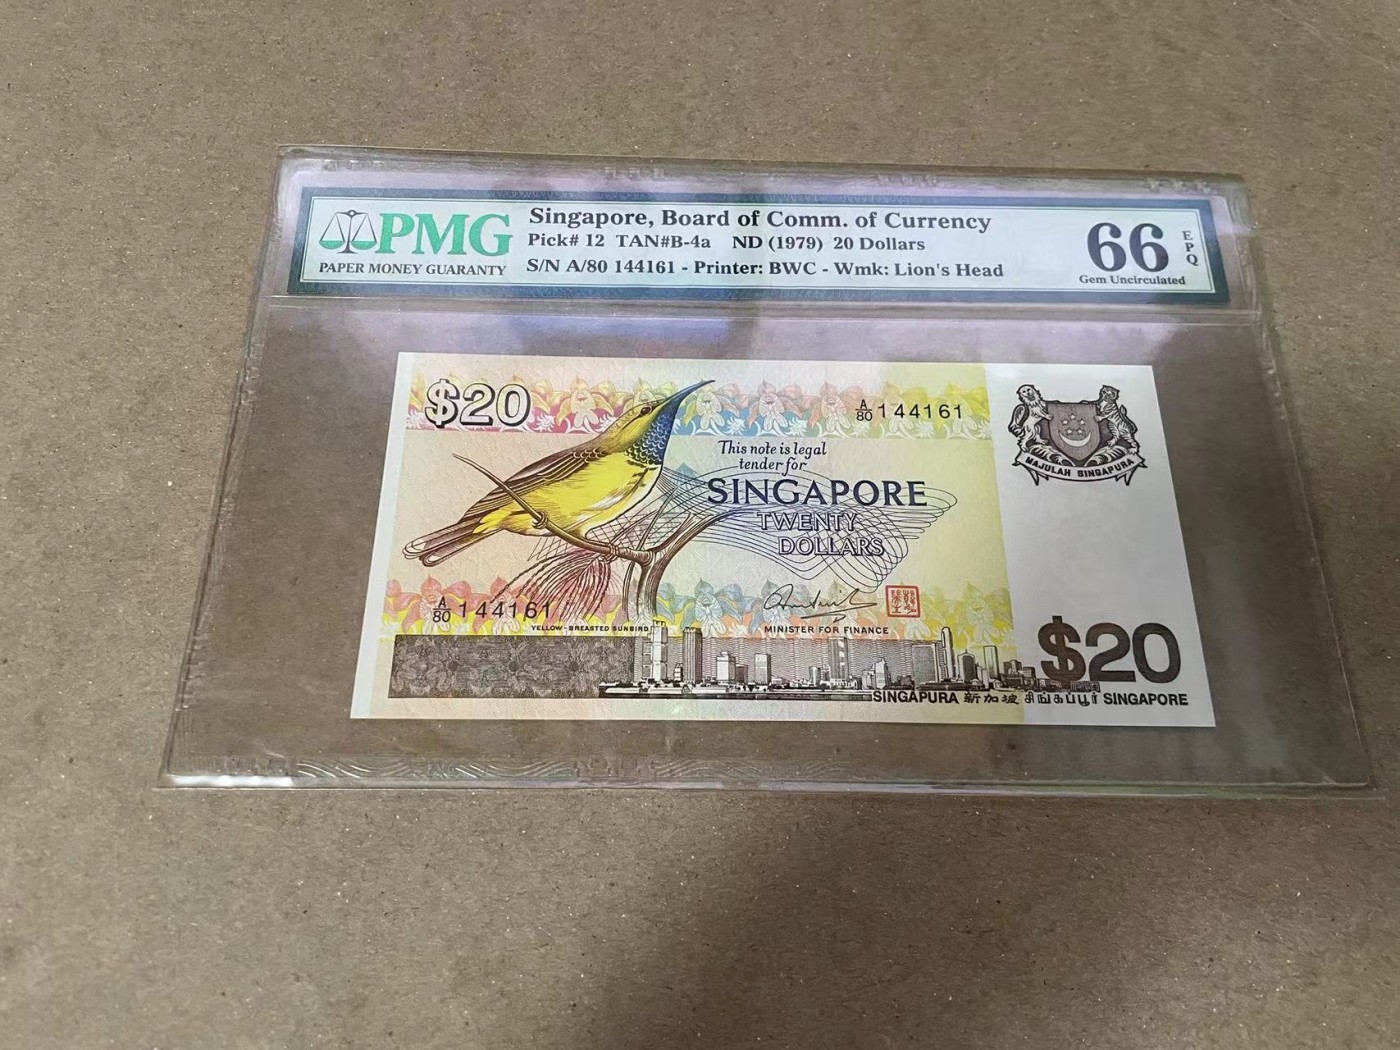 PMG
PAPER MONEY GUARANTY
Singapore, Board of Comm. of Currency
Pick# 12 TAN#B-4a ND (1979) 20 Dollars
S/N A/80 144161 - Printer: BWC - Wmk: Lion's Head
66
EPQ
Gem Uncirculated
$20
A/80 144161
This note is legal
tender for
SINGAPORE
TWENTY
DOLLARS
MAJULAH SINGAPURA
A/80 144161
YELLOW-BREASTED SUNBIRD
MINISTER FOR FINANCE
$20
SINGAPURA 新加坡 சிங்கப்பூர் SINGAPORE